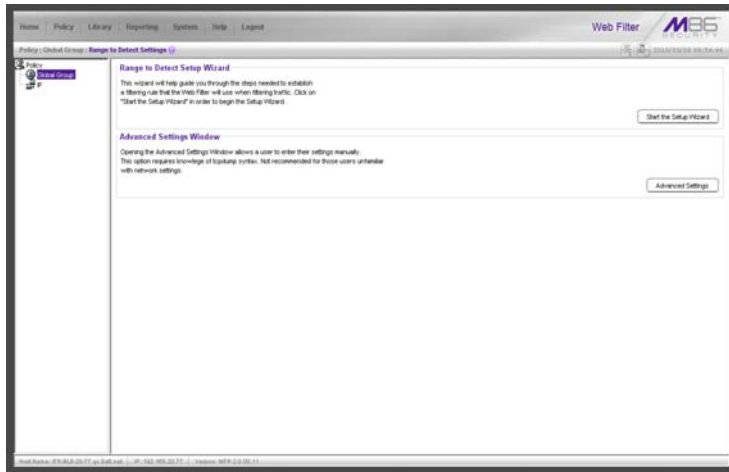 Home Policy Library Reporting System Help Logout
Web Filter
M86
SECURITY
Policy : Global Group : Range to Detect Settings
Policy
Global Group
IP
Range to Detect Setup Wizard
This wizard will help guide you through the steps needed to establish
a filtering rule that the Web Filter will use when filtering traffic. Click on
"Start the Setup Wizard" in order to begin the Setup Wizard.
Start the Setup Wizard
Advanced Settings Window
Opening the Advanced Settings Window allows a user to enter their settings manually.
This option requires knowlege of tcpdump syntax. Not recommended for those users unfamiliar
with network settings.
Advanced Settings
Host Name:
IP:
Version: